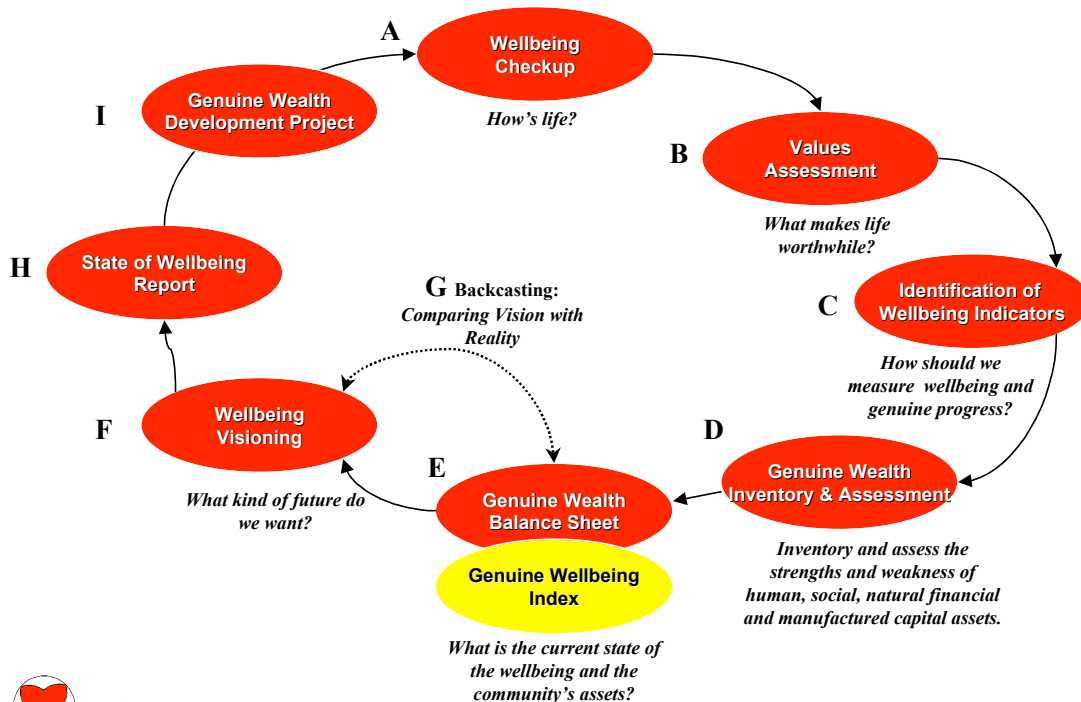 A
Wellbeing
Checkup
How's life?
B
Values
Assessment
What makes life
worthwhile?
C
Identification of
Wellbeing Indicators
How should we
measure wellbeing and
genuine progress?
D
Genuine Wealth
Inventory & Assessment
Inventory and assess the
strengths and weakness of
human, social, natural financial
and manufactured capital assets.
E
Genuine Wealth
Balance Sheet
Genuine Wellbeing
Index
What is the current state of
the wellbeing and the
community's assets?
F
Wellbeing
Visioning
What kind of future do
we want?
G Backcasting:
Comparing Vision with
Reality
H
State of Wellbeing
Report
I
Genuine Wealth
Development Project